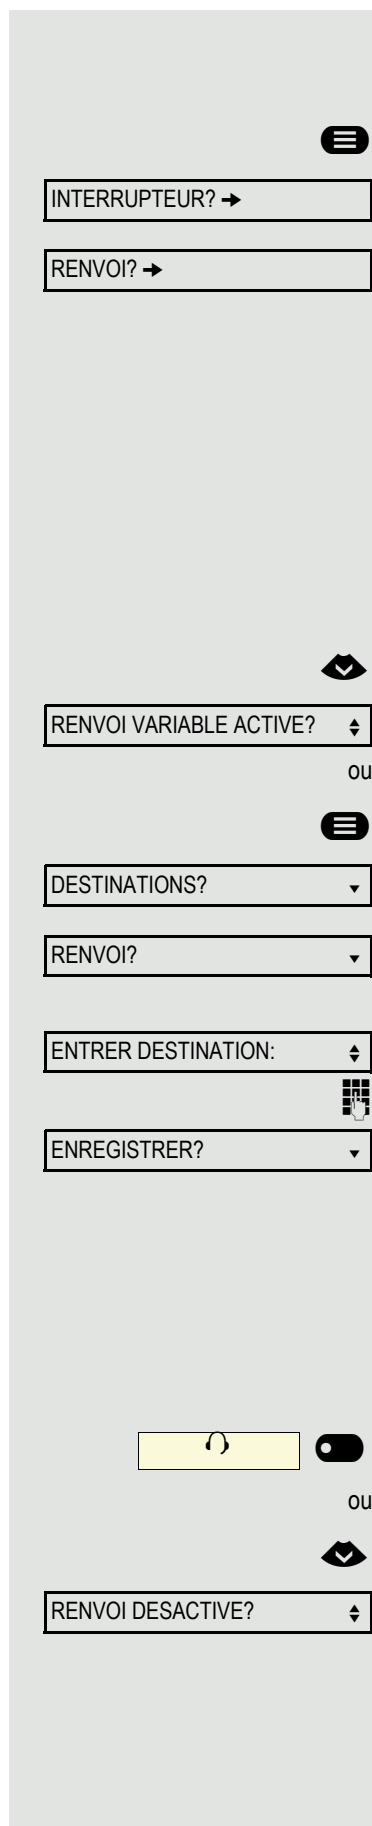 INTERRUPTEUR? →
RENVOI? →
RENVOI VARIABLE ACTIVE?
ou
DESTINATIONS?
RENVOI?
ENTRER DESTINATION:
ENREGISTRER?
ou
RENVOI DESACTIVE?